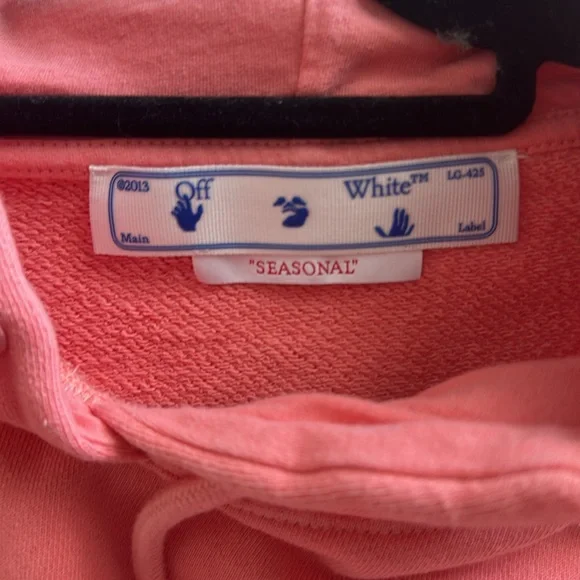 ©2013 Off White™ LG-425
Main Label
"SEASONAL"